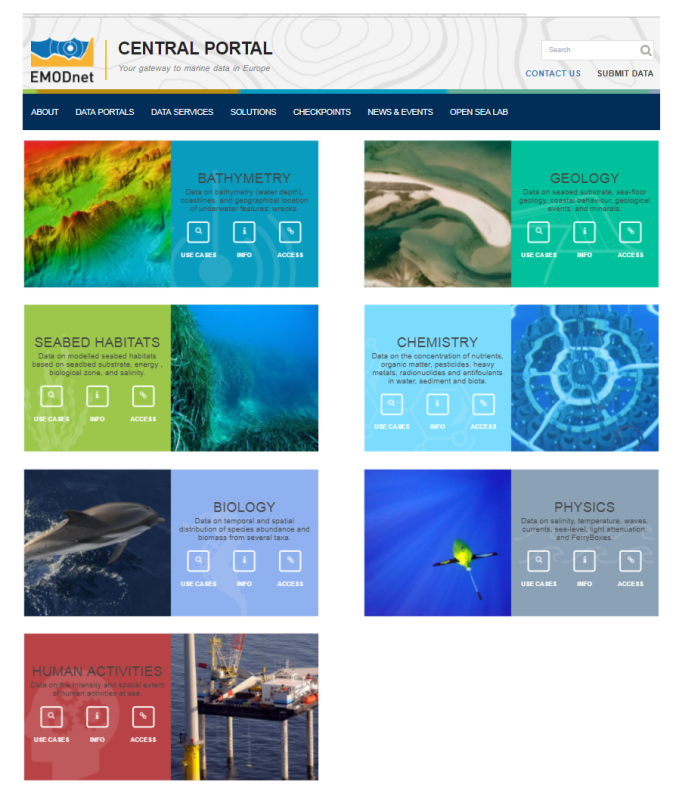 EMODnet
CENTRAL PORTAL
Your gateway to marine data in Europe
Search
CONTACT US SUBMIT DATA
ABOUT DATA PORTALS DATA SERVICES SOLUTIONS CHECKPOINTS NEWS & EVENTS OPEN SEA LAB
BATHYMETRY
Data on bathymetry (water depth),
coastlines, and geographical location
of underwater features, wrecks.
USE CASES INFO ACCESS
GEOLOGY
Data on seabed substrate, sea-floor
geology, coastal behaviour, geological
events, and minerals.
USE CASES INFO ACCESS
SEABED HABITATS
Data on modelled seabed habitats
based on seadbed substrate, energy ,
biological zone, and salinity.
USE CASES INFO ACCESS
CHEMISTRY
Data on the concentration of nutrients,
organic matter, pesticides, heavy
metals, radionuclides and antifoulants
in water, sediment and biota.
USE CASES INFO ACCESS
BIOLOGY
Data on temporal and spatial
distribution of species abundance and
biomass from several taxa.
USE CASES INFO ACCESS
PHYSICS
Data on salinity, temperature, waves,
currents, sea-level, light attenuation,
and FerryBoxes.
USE CASES INFO ACCESS
HUMAN ACTIVITIES
Data on the intensity and spatial extent
of human activities at sea.
USE CASES INFO ACCESS